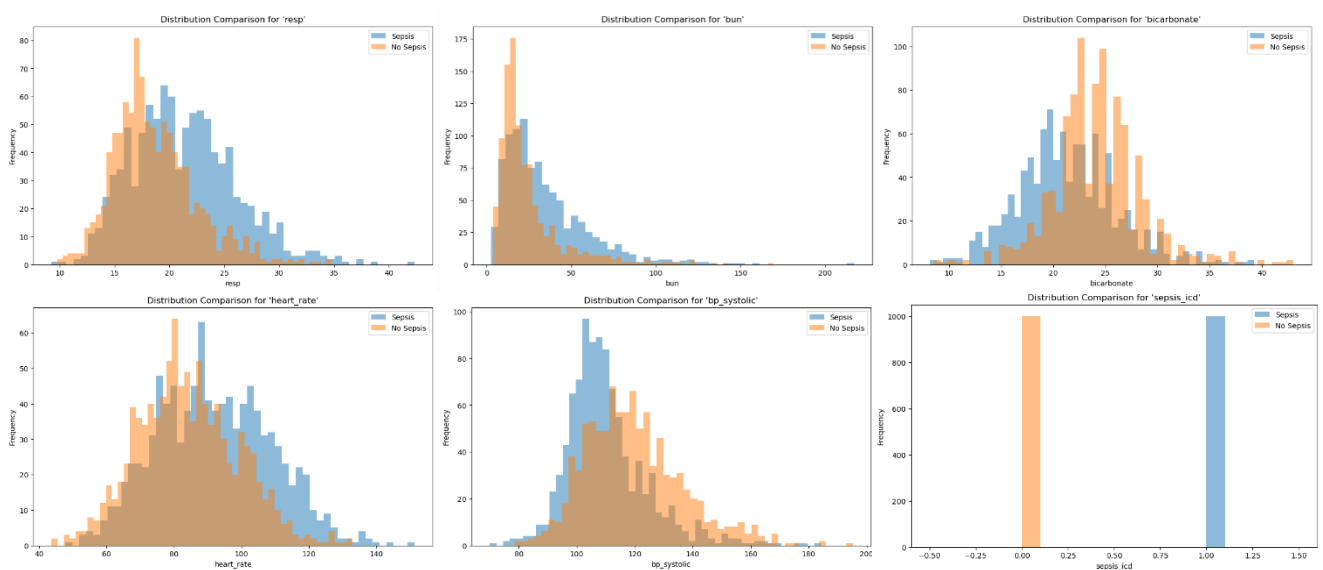 Distribution Comparison for 'resp'
Sepsis
No Sepsis
80
70
60
50
40
30
20
10
0
Frequency
10 15 20 25 30 35 40
resp
Distribution Comparison for 'bun'
Sepsis
No Sepsis
175
150
125
100
75
50
25
0
Frequency
0 50 100 150 200
bun
Distribution Comparison for 'bicarbonate'
Sepsis
No Sepsis
100
80
60
40
20
0
Frequency
10 15 20 25 30 35 40
bicarbonate
Distribution Comparison for 'heart_rate'
Sepsis
No Sepsis
60
50
40
30
20
10
0
Frequency
40 60 80 100 120 140
heart_rate
Distribution Comparison for 'bp_systolic'
Sepsis
No Sepsis
100
80
60
40
20
0
Frequency
80 100 120 140 160 180 200
bp_systolic
Distribution Comparison for 'sepsis_icd'
Sepsis
No Sepsis
1000
800
600
400
200
0
Frequency
-0.50 -0.25 0.00 0.25 0.50 0.75 1.00 1.25 1.50
sepsis_icd